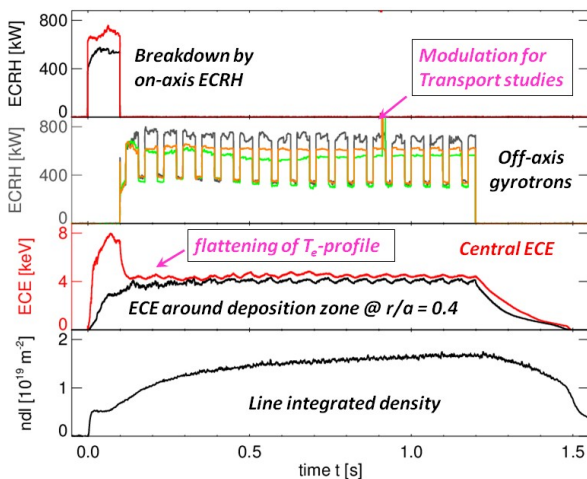 800
400
0
ECRH [kW]
Breakdown by
on-axis ECRH
Modulation for
Transport studies
800
400
0
ECRH [kW]
Off-axis
gyrotrons
8
4
0
ECE [keV]
flattening of Te-profile
Central ECE
ECE around deposition zone @ r/a = 0.4
2
1
0
ndl [10¹⁹ m⁻²]
Line integrated density
0.0 0.5 1.0 1.5
time t [s]